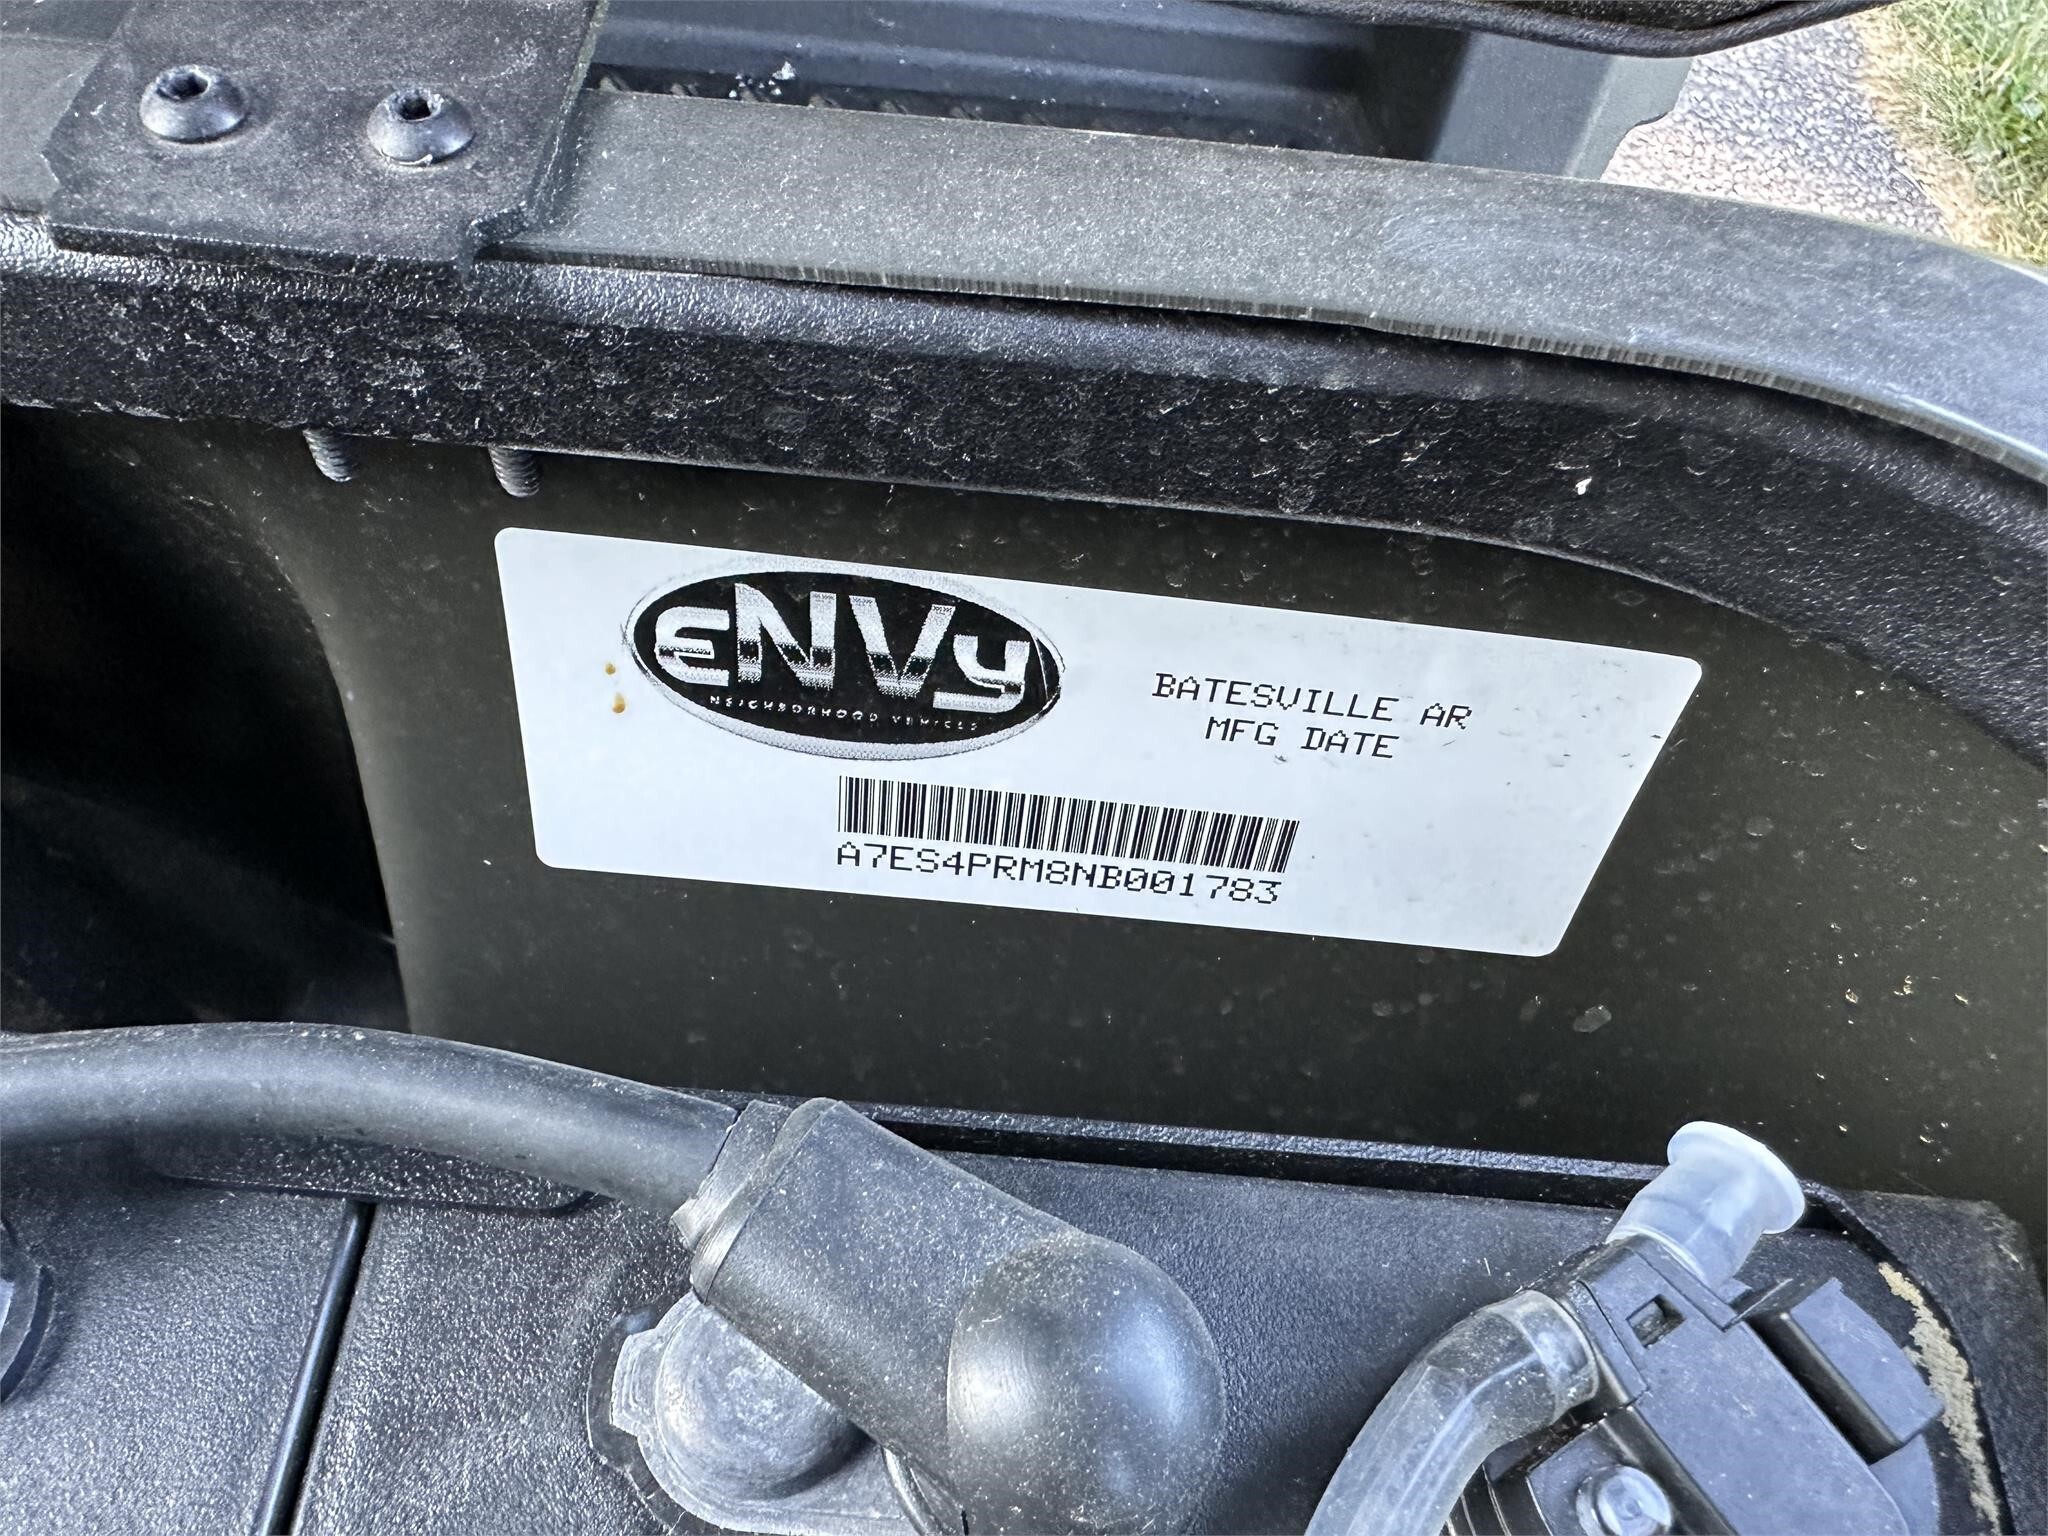 eNVy
NEIGHBORHOOD VEHICLES
BATESVILLE AR
MFG DATE
A7ES4PRM8NB001783